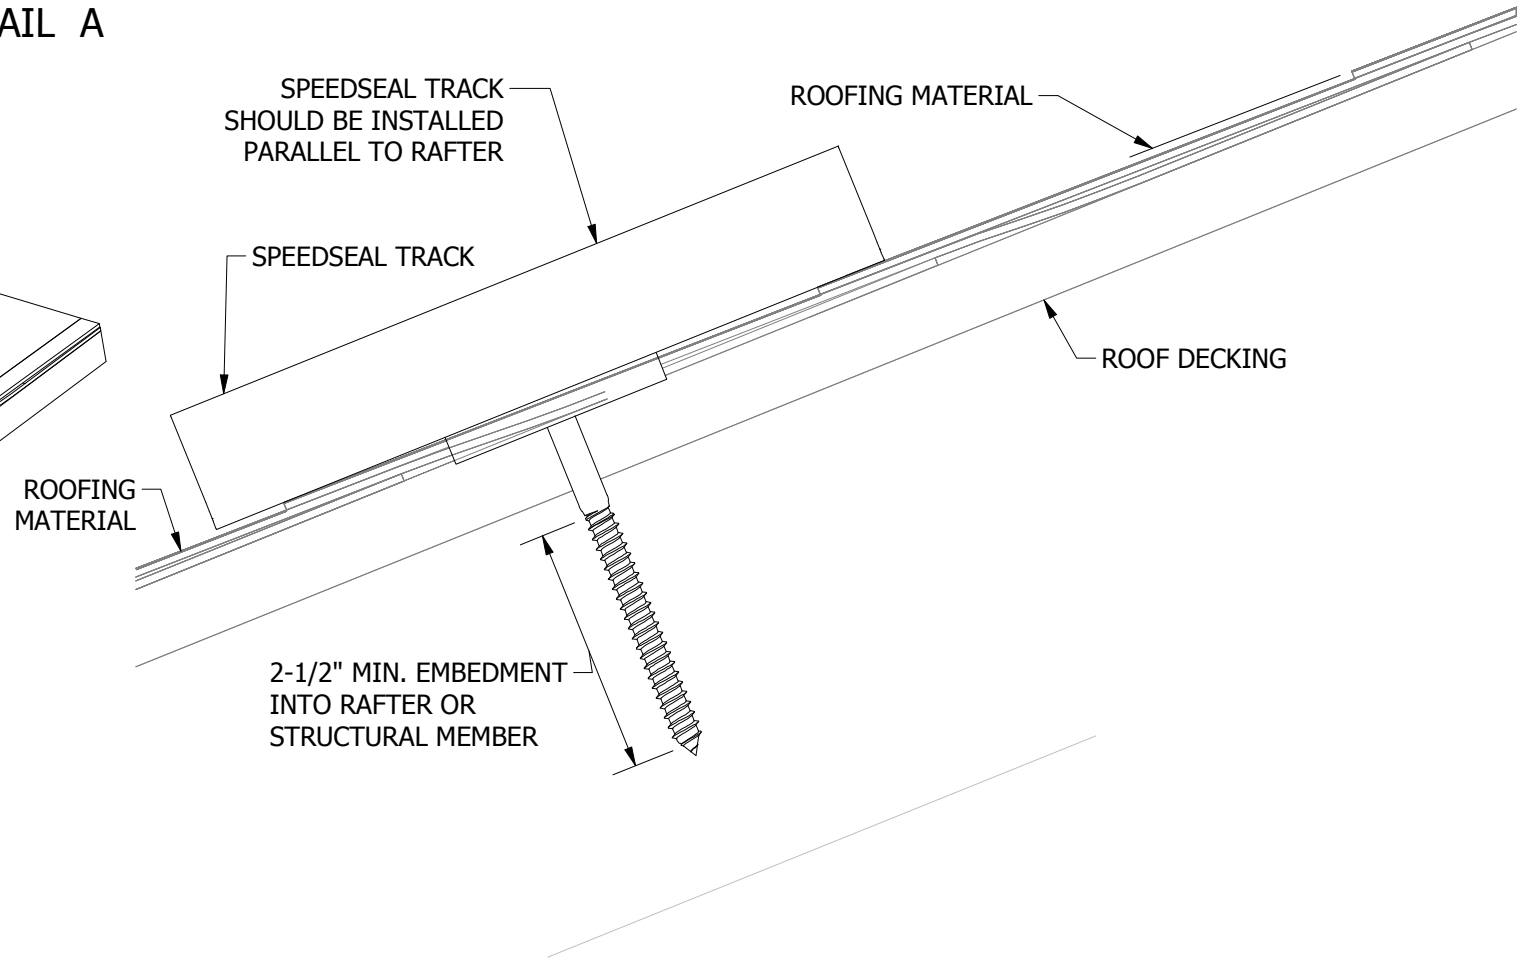 AIL A
SPEEDSEAL TRACK
SHOULD BE INSTALLED
PARALLEL TO RAFTER
ROOFING MATERIAL
SPEEDSEAL TRACK
ROOF DECKING
ROOFING
MATERIAL
2-1/2" MIN. EMBEDMENT
INTO RAFTER OR
STRUCTURAL MEMBER